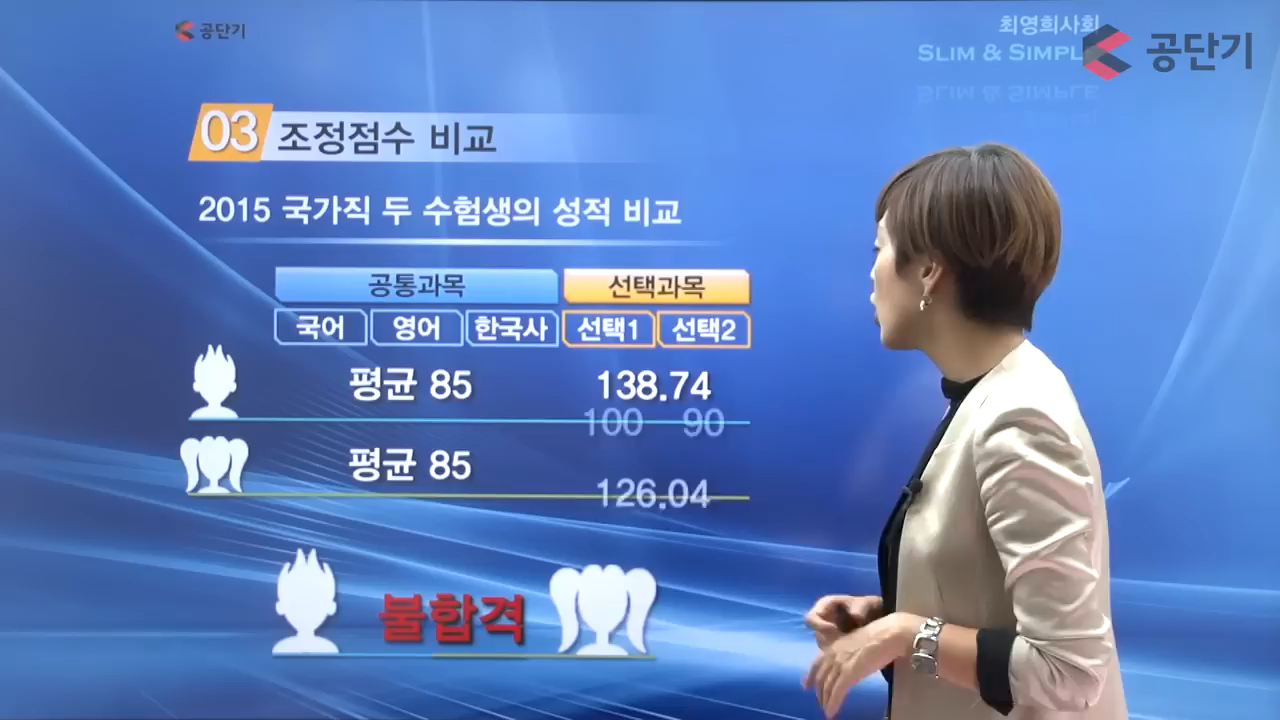 공단기
최영희사회
SLIM & SIMPLE
공단기
03 조정점수 비교
2015 국가직 두 수험생의 성적 비교
공통과목 선택과목
국어 영어 한국사 선택1 선택2
평균 85 138.74
100 90
평균 85
126.04
불합격